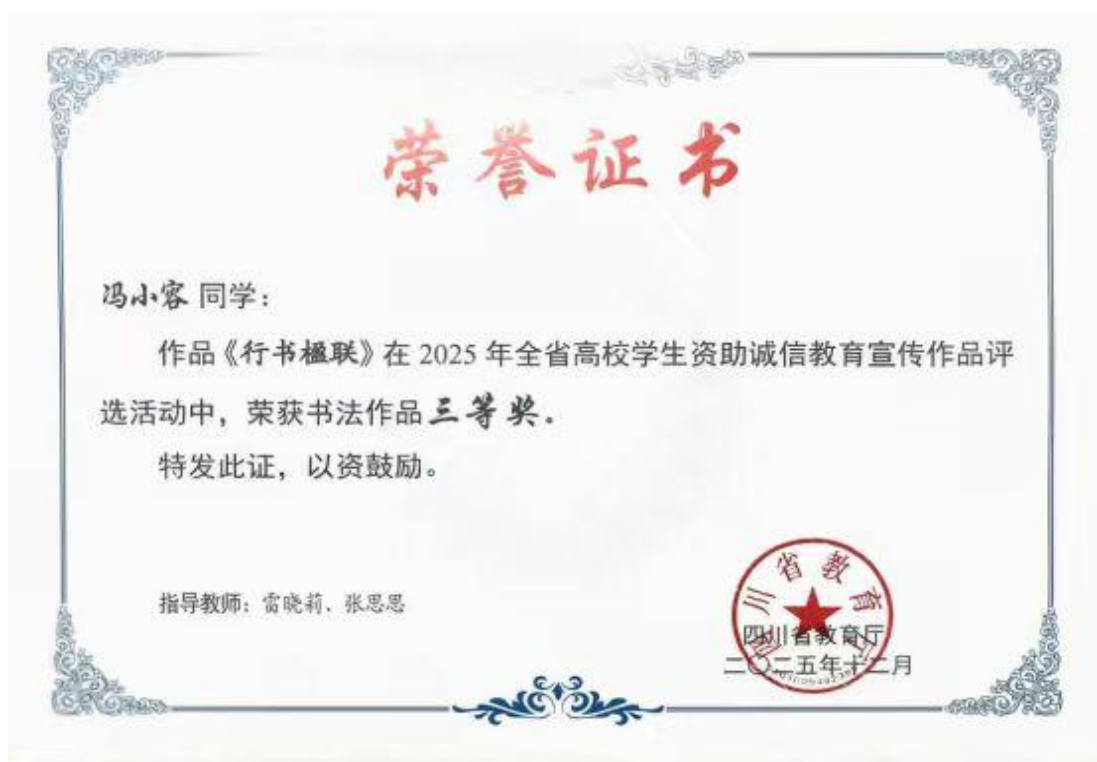 荣誉证书
冯小容 同学：
作品《行书楹联》在 2025 年全省高校学生资助诚信教育宣传作品评
选活动中，荣获书法作品三等奖。
特发此证，以资鼓励。
指导教师：雷晓莉、张思思
四川省教育厅
四川省教育厅
二〇二五年十二月